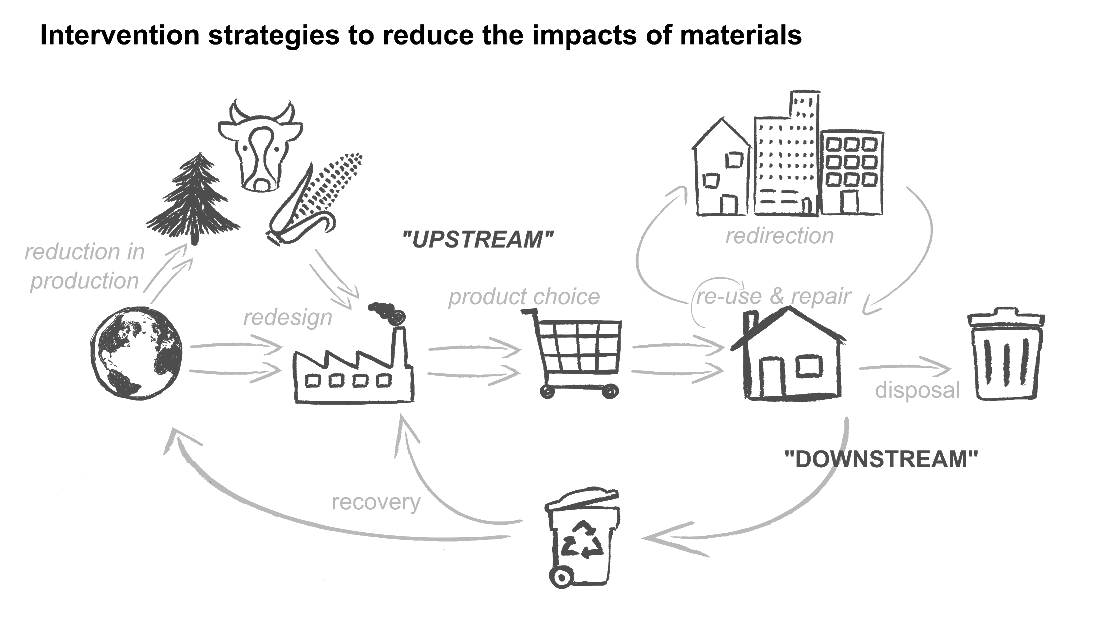 Intervention strategies to reduce the impacts of materials
"UPSTREAM"
redirection
reduction in
production
product choice
re-use & repair
redesign
disposal
"DOWNSTREAM"
recovery